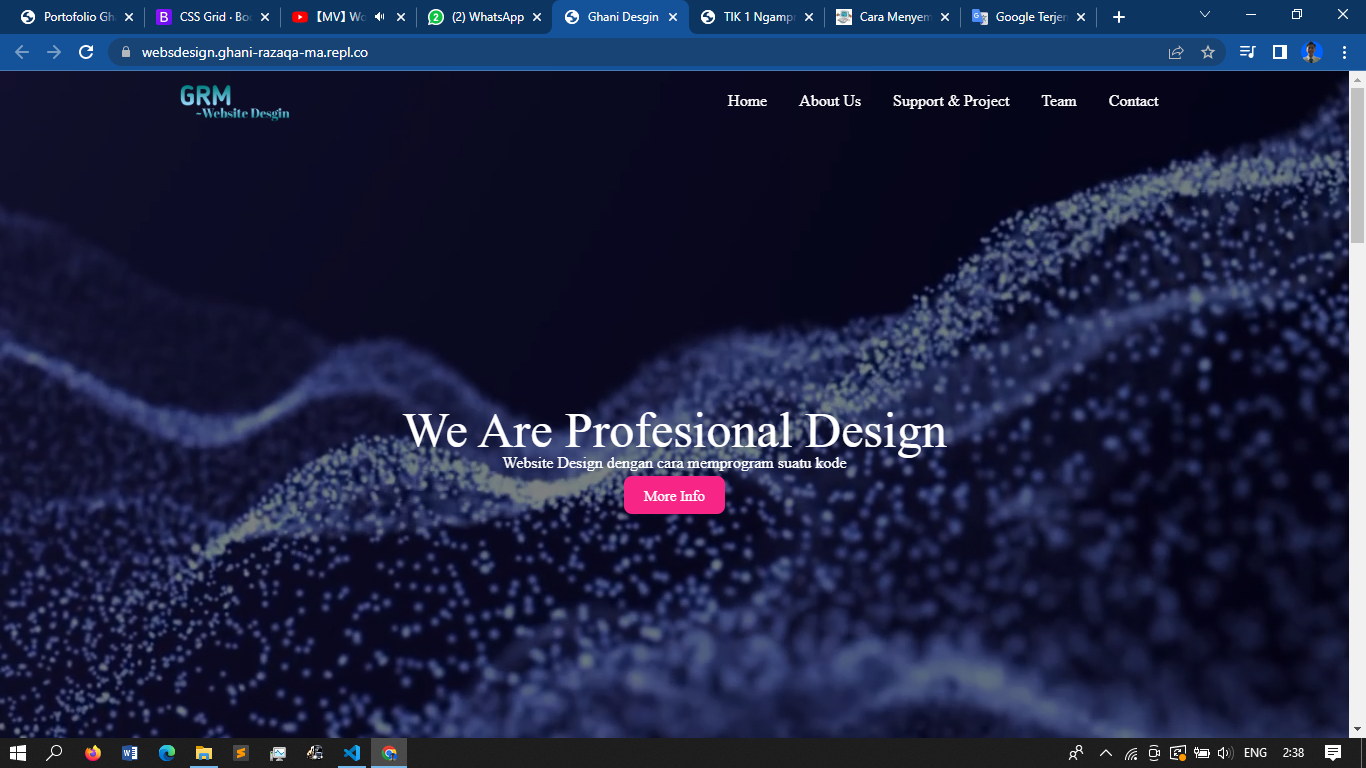 Portofolio Gh
CSS Grid · Bo
【MV】 Wo
(2) WhatsApp
Ghani Desgin
TIK 1 Ngamp
Cara Menyem
Google Terjen
websdesign.ghani-razaqa-ma.repl.co
GRM
~Website Desgin
Home
About Us
Support & Project
Team
Contact
We Are Profesional Design
Website Design dengan cara memprogram suatu kode
More Info
ENG
2:38